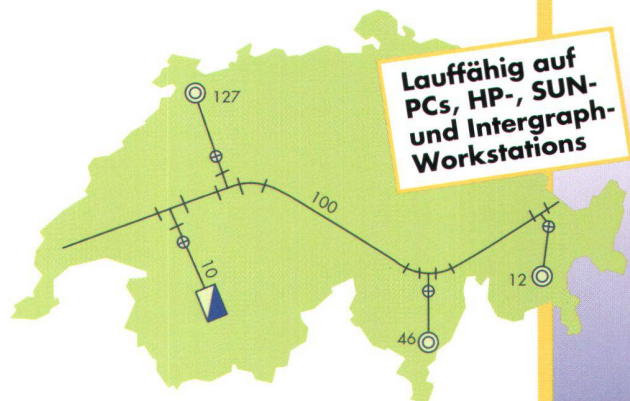 Lauffähig auf
PCs, HP-, SUN-
und Intergraph-
Workstations
127
100
10
12
46